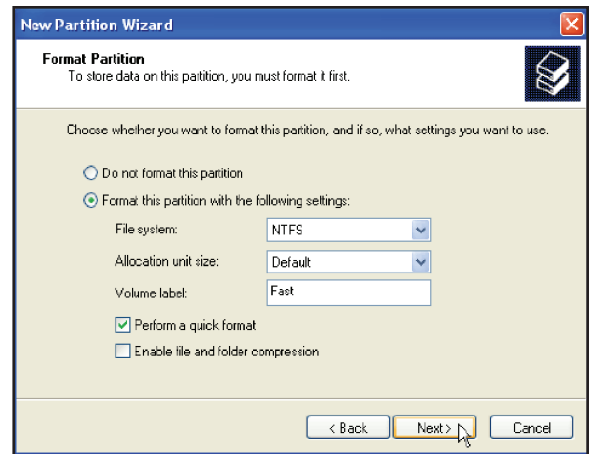 New Partition Wizard
Format Partition
To store data on this partition, you must format it first.
Choose whether you want to format this partition, and if so, what settings you want to use.
Do not format this partition
Format this partition with the following settings:
File system: NTFS
Allocation unit size: Default
Volume label: Fast
Perform a quick format
Enable file and folder compression
< Back Next > Cancel